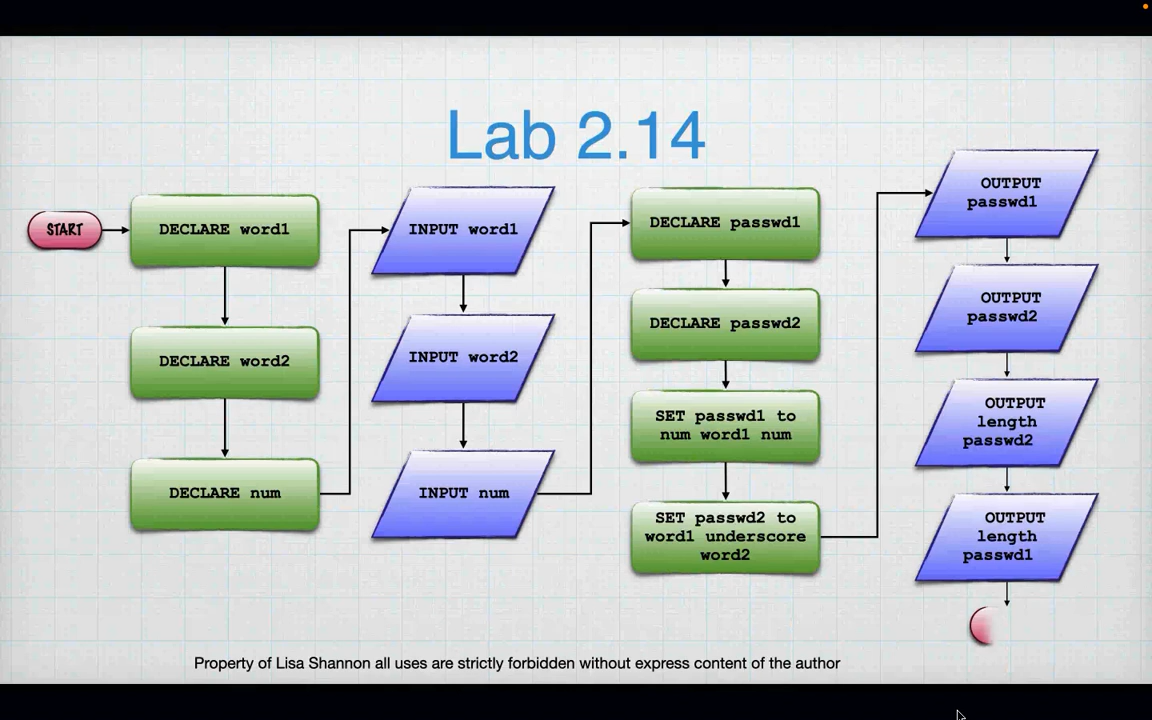 Lab 2.14
START
DECLARE word1
DECLARE word2
DECLARE num
INPUT word1
INPUT word2
INPUT num
DECLARE passwd1
DECLARE passwd2
SET passwd1 to
num word1 num
SET passwd2 to
word1 underscore
word2
OUTPUT
passwd1
OUTPUT
passwd2
OUTPUT
length
passwd2
OUTPUT
length
passwd1
Property of Lisa Shannon all uses are strictly forbidden without express content of the author